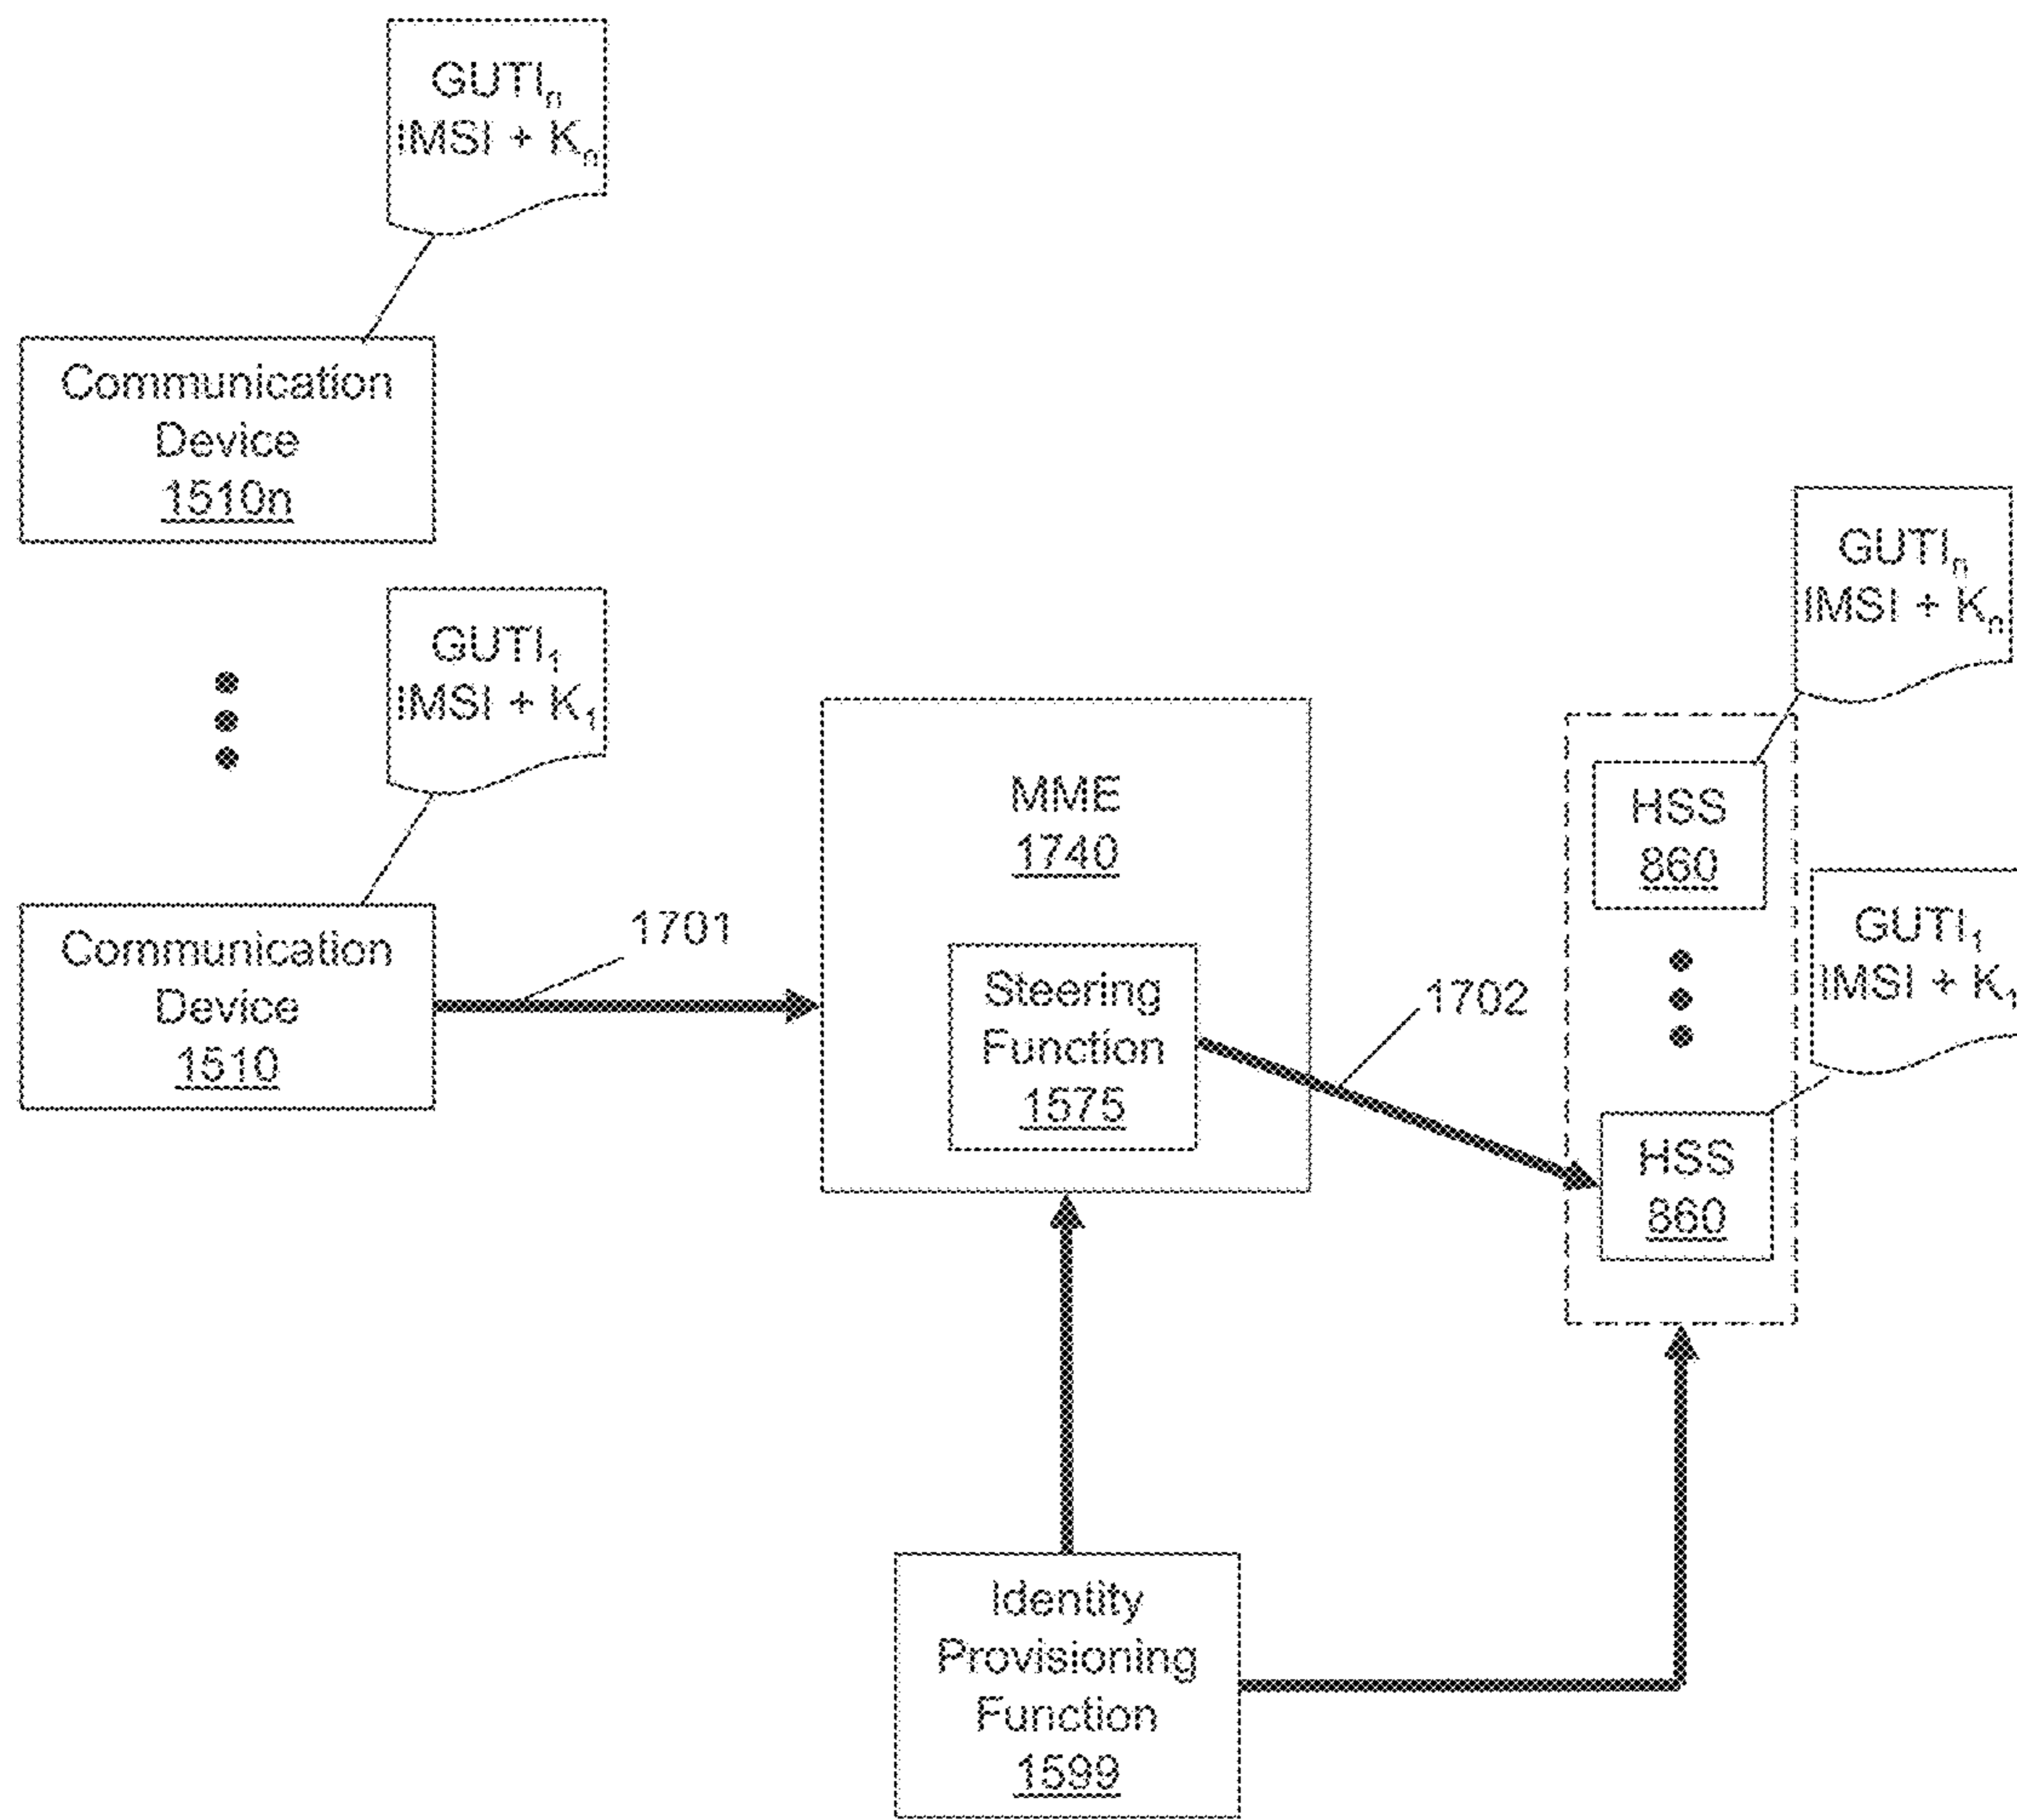 GUTIₙ
IMSI + Kₙ
Communication
Device
1510n
GUTIₙ
IMSI + Kₙ
GUTI₁
IMSI + K₁
MME
1740
HSS
860
Communication
Device
1510
1701
Steering
Function
1575
1702
GUTI₁
IMSI + K₁
HSS
860
Identity
Provisioning
Function
1599